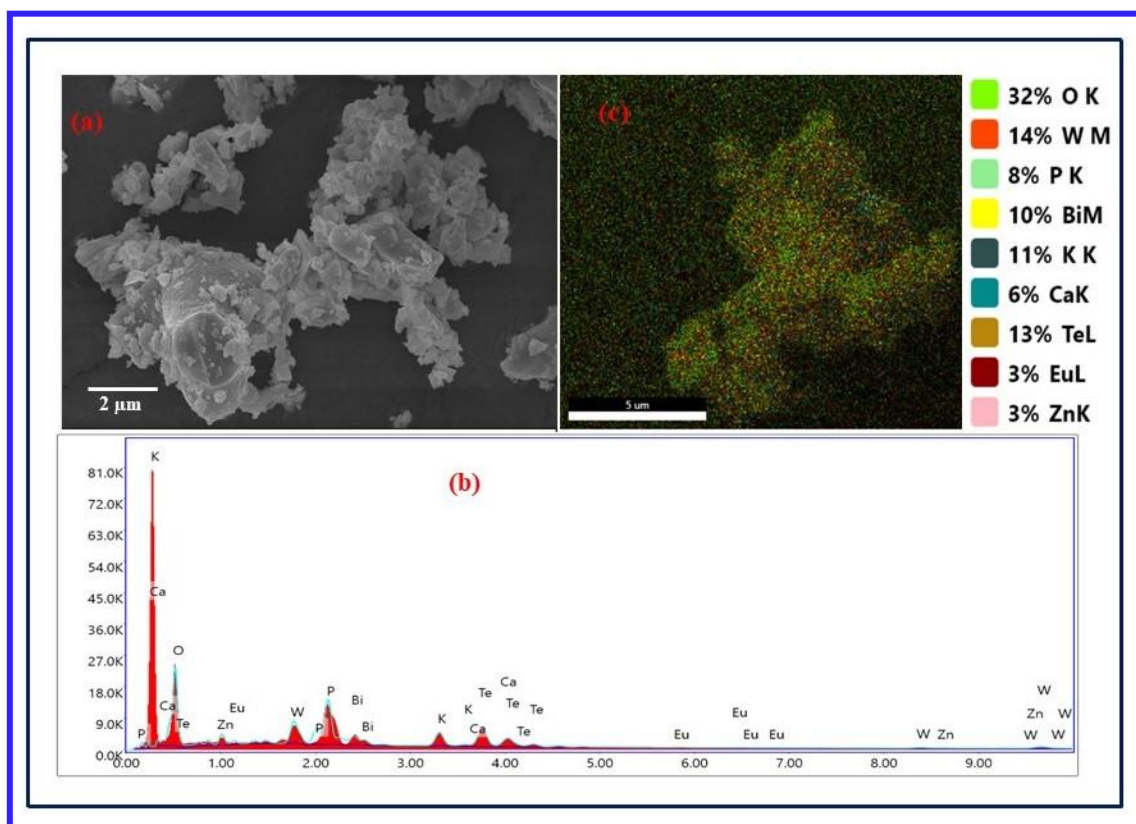 (a)
2 µm
(c)
5 um
32% O K
14% W M
8% P K
10% BiM
11% K K
6% CaK
13% TeL
3% EuL
3% ZnK
(b)
81.0K
72.0K
63.0K
54.0K
45.0K
36.0K
27.0K
18.0K
9.0K
0.0K
K
Ca
O
Ca
Te
P
Zn
Eu
W
P
P
Bi
Bi
K
K
Te
Ca
Ca
Te
Te
Te
Eu
Eu
Eu
Eu
W
Zn
W
Zn
W
W
W
0.00 1.00 2.00 3.00 4.00 5.00 6.00 7.00 8.00 9.00